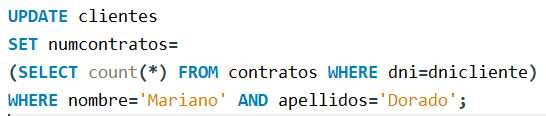 UPDATE clientes
SET numcontratos=
(SELECT count(*) FROM contratos WHERE dni=dnicliente)
WHERE nombre='Mariano' AND apellidos='Dorado';